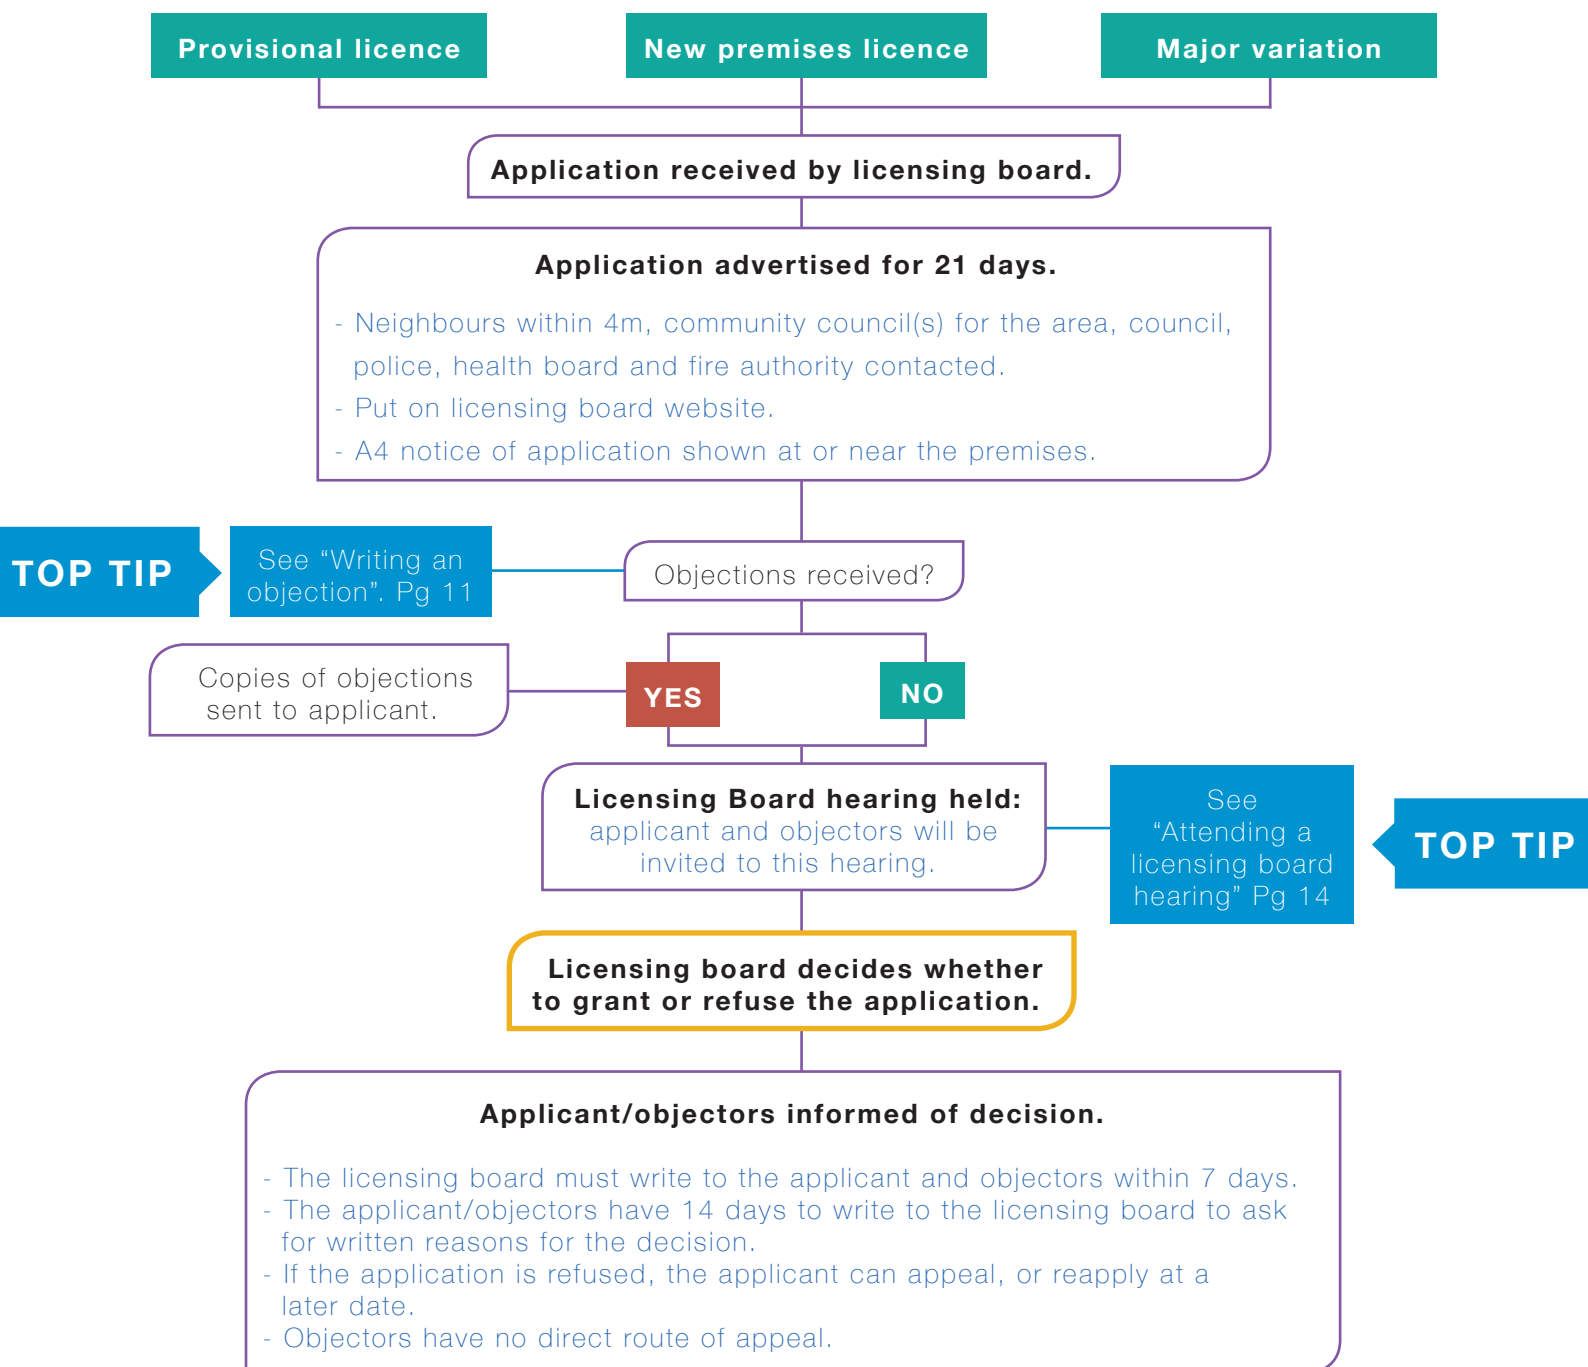 Provisional licence
New premises licence
Major variation
Application received by licensing board.
Application advertised for 21 days.
- Neighbours within 4m, community council(s) for the area, council,
police, health board and fire authority contacted.
- Put on licensing board website.
- A4 notice of application shown at or near the premises.
TOP TIP
See “Writing an
objection”. Pg 11
Objections received?
Copies of objections
sent to applicant.
YES
NO
Licensing Board hearing held:
applicant and objectors will be
invited to this hearing.
See
“Attending a
licensing board
hearing” Pg 14
TOP TIP
Licensing board decides whether
to grant or refuse the application.
Applicant/objectors informed of decision.
- The licensing board must write to the applicant and objectors within 7 days.
- The applicant/objectors have 14 days to write to the licensing board to ask
for written reasons for the decision.
- If the application is refused, the applicant can appeal, or reapply at a
later date.
- Objectors have no direct route of appeal.